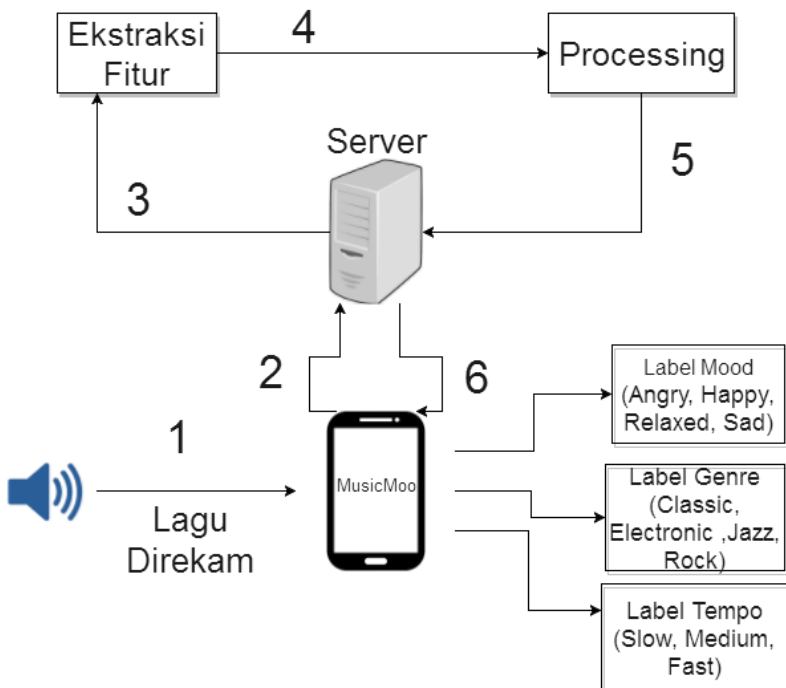 Ekstraksi
Fitur
4
Processing
Server
3
5
2
6
1
Lagu
Direkam
MusicMoo
Label Mood
(Angry, Happy,
Relaxed, Sad)
Label Genre
(Classic,
Electronic ,Jazz,
Rock)
Label Tempo
(Slow, Medium,
Fast)